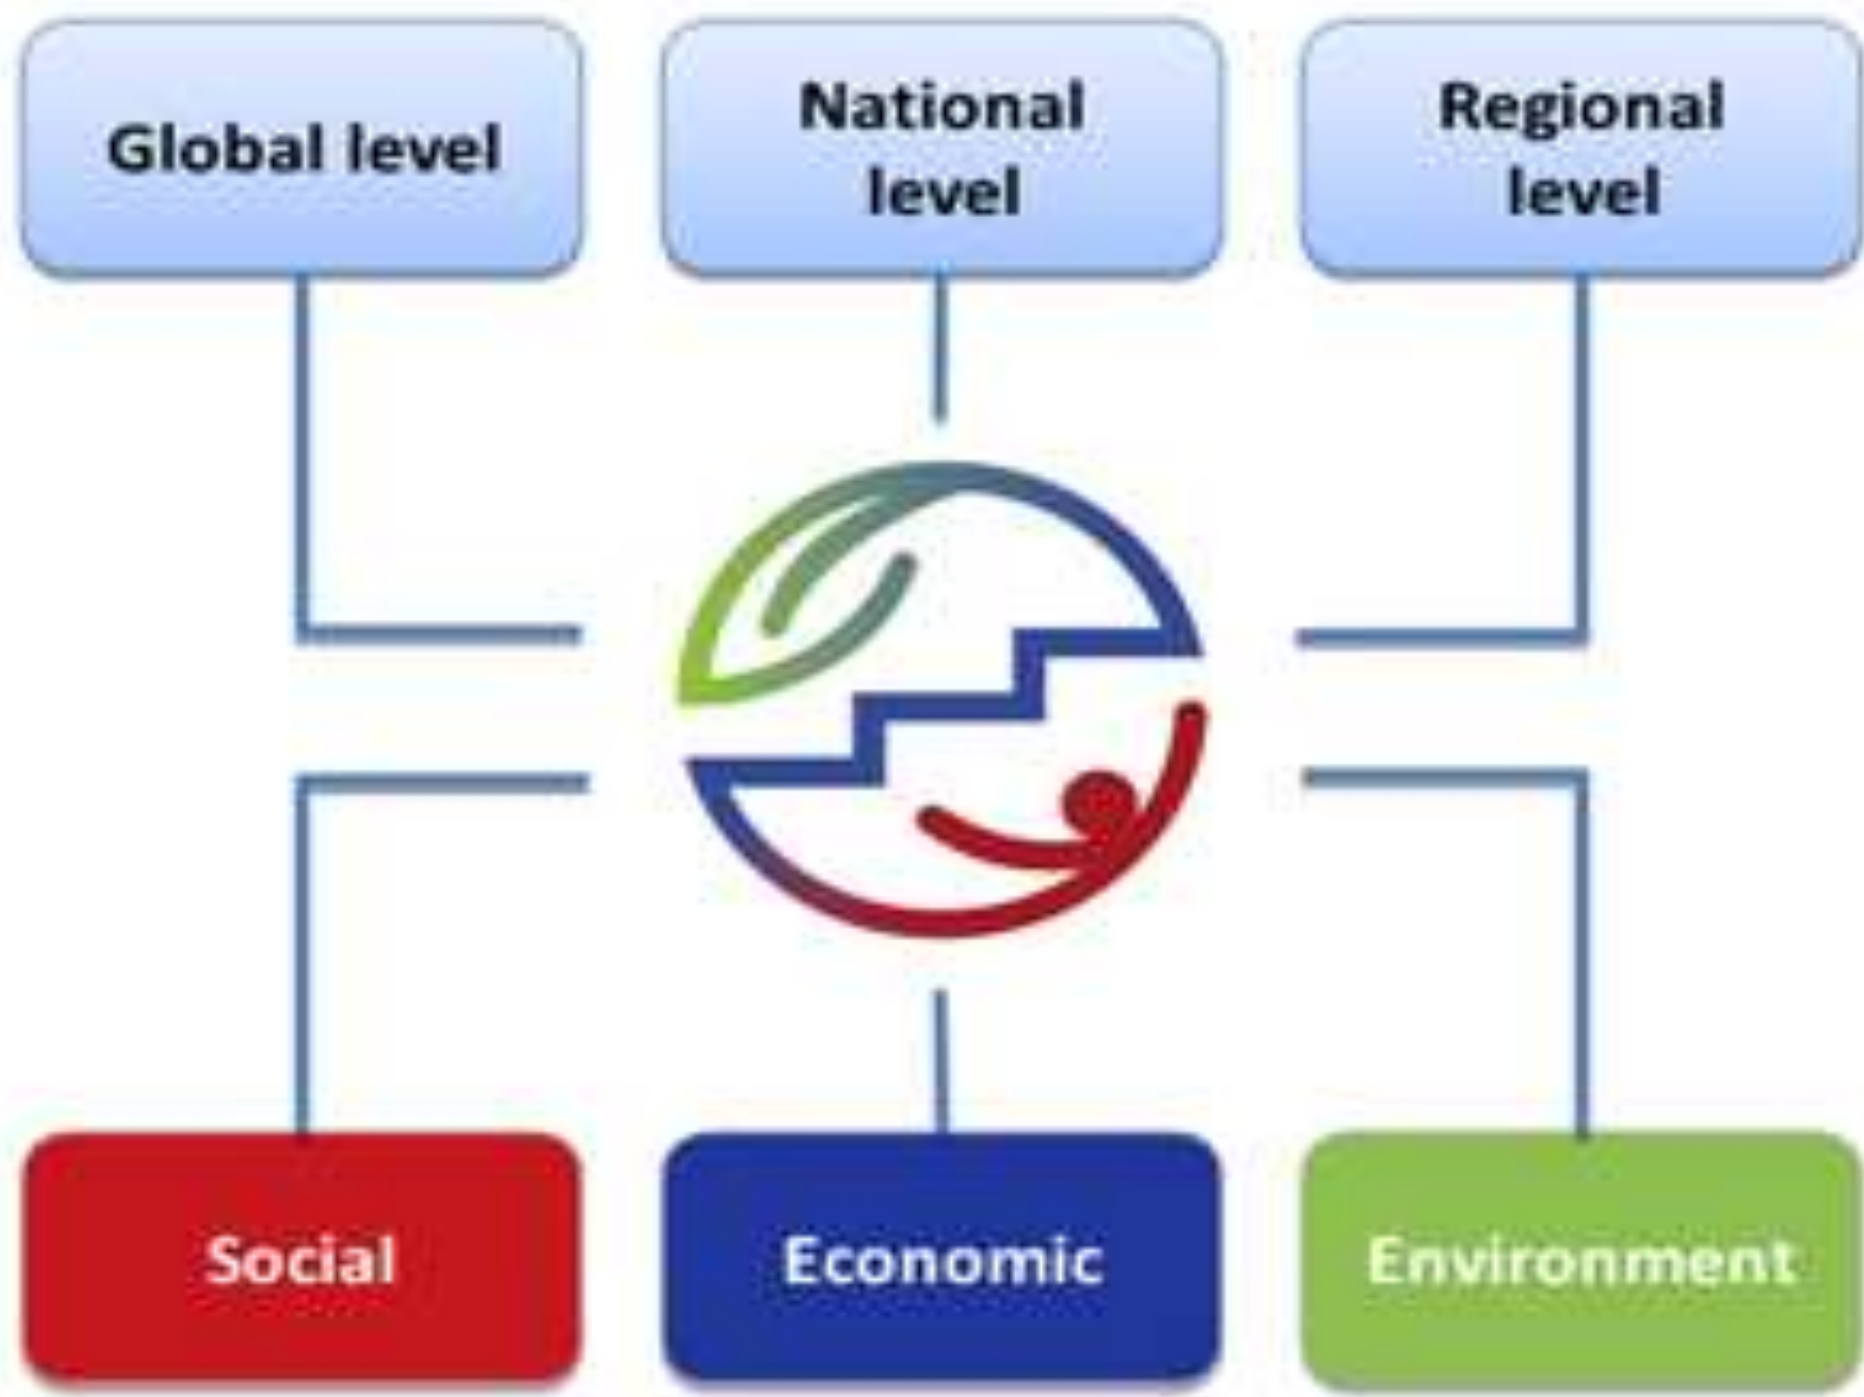 Global level
National
level
Regional
level
Social
Economic
Environment